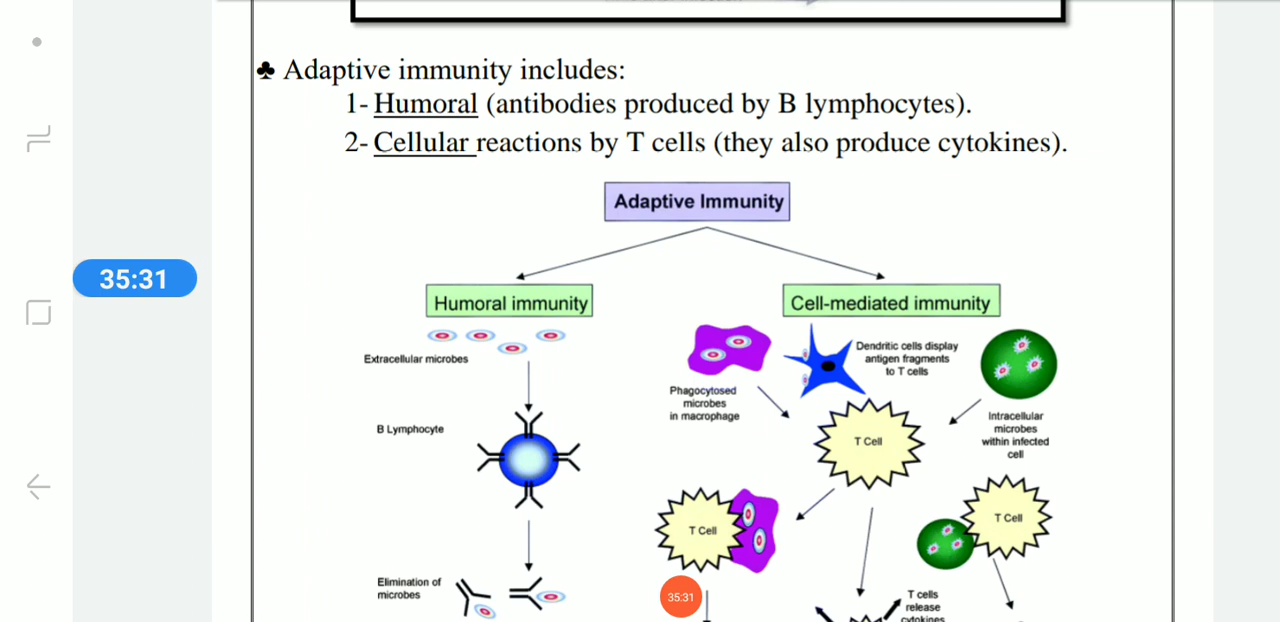 ♣ Adaptive immunity includes:
1- Humoral (antibodies produced by B lymphocytes).
2- Cellular reactions by T cells (they also produce cytokines).
Adaptive Immunity
35:31
Humoral immunity
Cell-mediated immunity
Extracellular microbes
Dendritic cells display
antigen fragments
to T cells
Phagocytosed
microbes
in macrophage
Intracellular
microbes
within infected
cell
B Lymphocyte
T Cell
T Cell
T Cell
Elimination of
microbes
35:31
T cells
release
cytokines